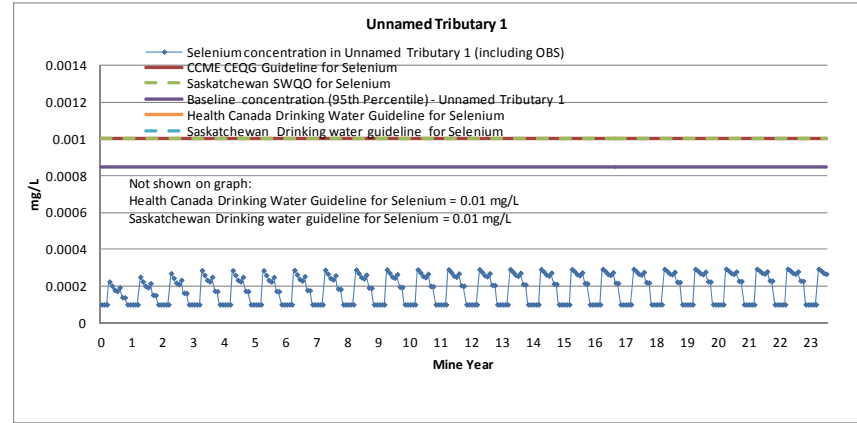 Unnamed Tributary 1
Selenium concentration in Unnamed Tributary 1 (including OBS)
CCME CEQG Guideline for Selenium
Saskatchewan SWQO for Selenium
Baseline concentration (95th Percentile) - Unnamed Tributary 1
Health Canada Drinking Water Guideline for Selenium
Saskatchewan Drinking water guideline for Selenium
0.0014
0.0012
0.001
0.0008
0.0006
0.0004
0.0002
0
mg/L
Not shown on graph:
Health Canada Drinking Water Guideline for Selenium = 0.01 mg/L
Saskatchewan Drinking water guideline for Selenium = 0.01 mg/L
0 1 2 3 4 5 6 7 8 9 10 11 12 13 14 15 16 17 18 19 20 21 22 23
Mine Year